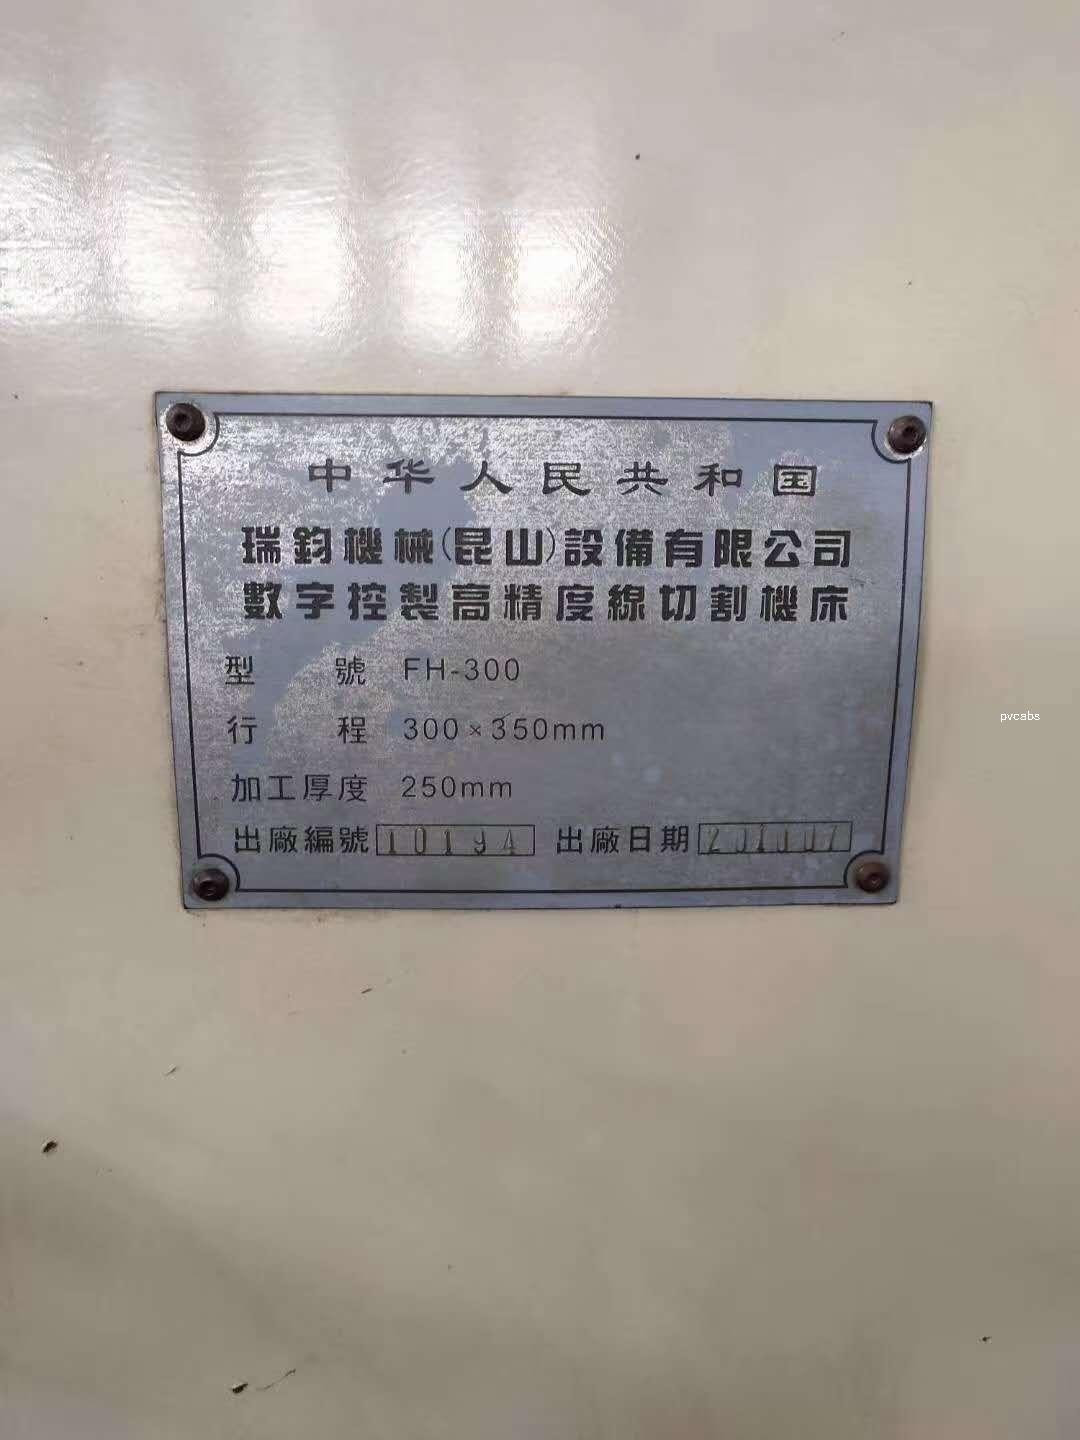 中华人民共和国
瑞鈞機械(昆山)設備有限公司
數字控製高精度線切割機床
型 號 FH-300
行 程 300×350mm
加工厚度 250mm
出廠編號 10194 出廠日期 201007
pvcabs